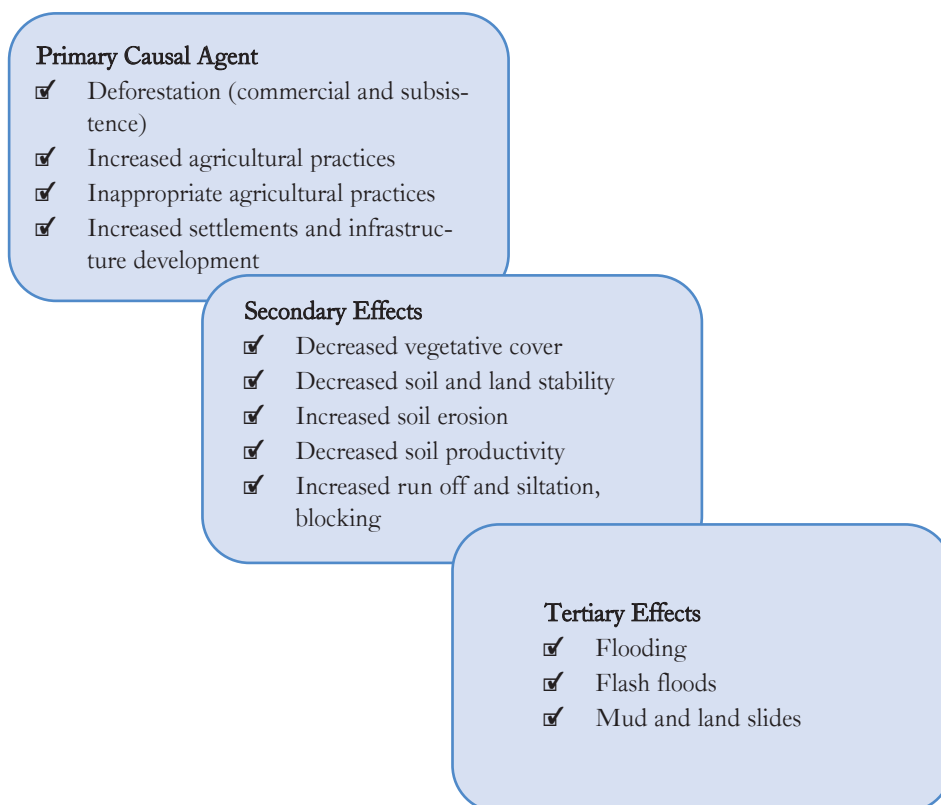 Primary Causal Agent
Deforestation (commercial and subsis-
tence)
Increased agricultural practices
Inappropriate agricultural practices
Increased settlements and infrastruc-
ture development
Secondary Effects
Decreased vegetative cover
Decreased soil and land stability
Increased soil erosion
Decreased soil productivity
Increased run off and siltation,
blocking
Tertiary Effects
Flooding
Flash floods
Mud and land slides